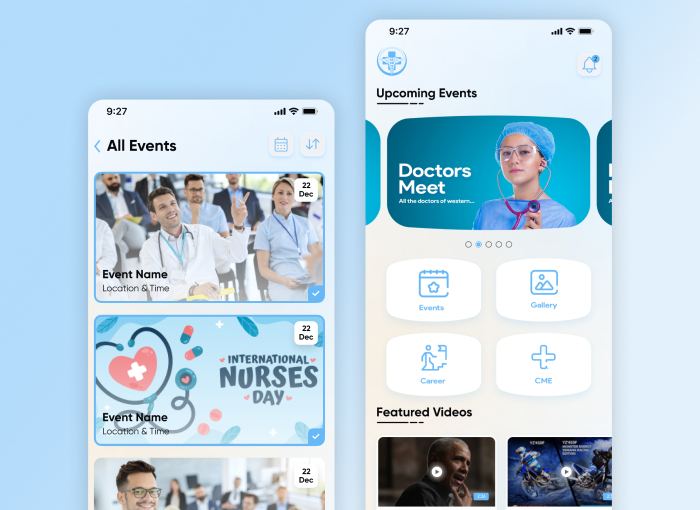 9:27
All Events
22
Dec
Event Name
Location & Time
22
Dec
INTERNATIONAL
NURSES
DAY
Event Name
Location & Time
22
Dec
9:27
2
Upcoming Events
Doctors
Meet
All the doctors of western...
Events
Gallery
Career
CME
Featured Videos